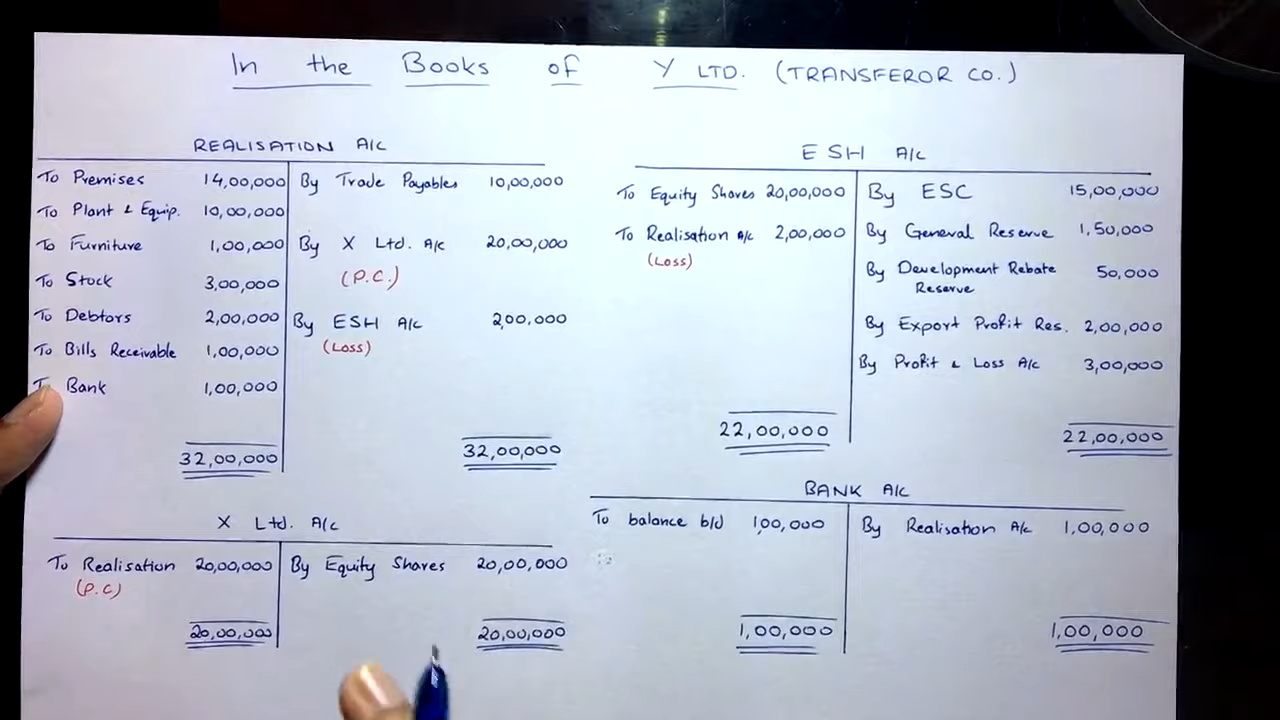 In the Books of Y LTD. (TRANSFEROR CO.)
REALISATION A/c
To Premises 14,00,000 By Trade Payables 10,00,000
To Plant & Equip. 10,00,000
To Furniture 1,00,000 By X Ltd. A/c 20,00,000
(P.C.)
To Stock 3,00,000
To Debtors 2,00,000 By ESH A/c 2,00,000
(Loss)
To Bills Receivable 1,00,000
To Bank 1,00,000
32,00,000 32,00,000
ESH A/c
To Equity Shares 20,00,000 By ESC 15,00,000
To Realisation A/c 2,00,000 By General Reserve 1,50,000
(Loss)
By Development Rebate 50,000
Reserve
By Export Profit Res. 2,00,000
By Profit & Loss A/c 3,00,000
22,00,000 22,00,000
X Ltd. A/c
To Realisation 20,00,000 By Equity Shares 20,00,000
(P.C)
20,00,000 20,00,000
BANK A/c
To balance b/d 1,00,000 By Realisation A/c 1,00,000
1,00,000 1,00,000